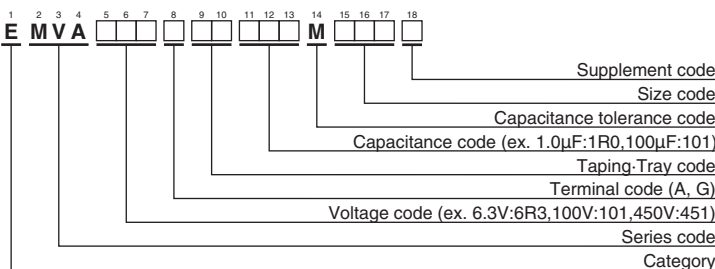 1 2 3 4 5 6 7 8 9 10 11 12 13 14 15 16 17 18
E MVA □□□ □ □□ □□□ M □□□ □
Supplement code
Size code
Capacitance tolerance code
Capacitance code (ex. 1.0μF:1R0,100μF:101)
Taping·Tray code
Terminal code (A, G)
Voltage code (ex. 6.3V:6R3,100V:101,450V:451)
Series code
Category